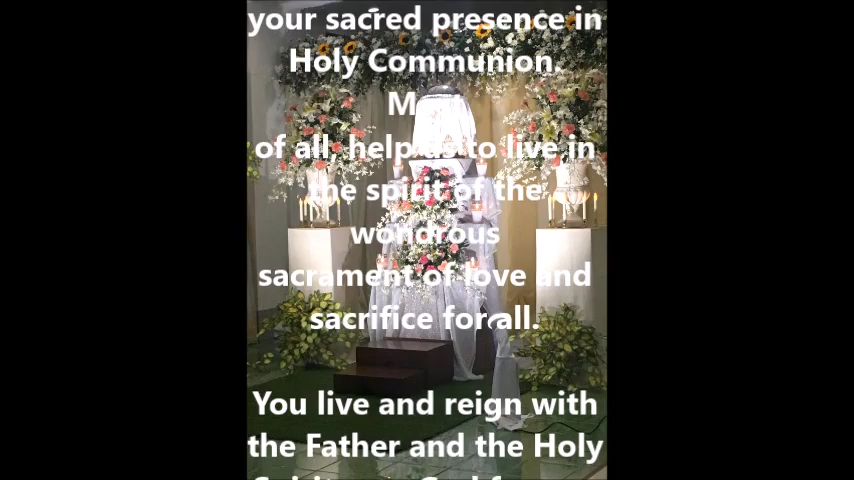 your sacred presence in
Holy Communion.
Most
of all, help us to live in
the spirit of the
wondrous
sacrament of love and
sacrifice for all.
You live and reign with
the Father and the Holy